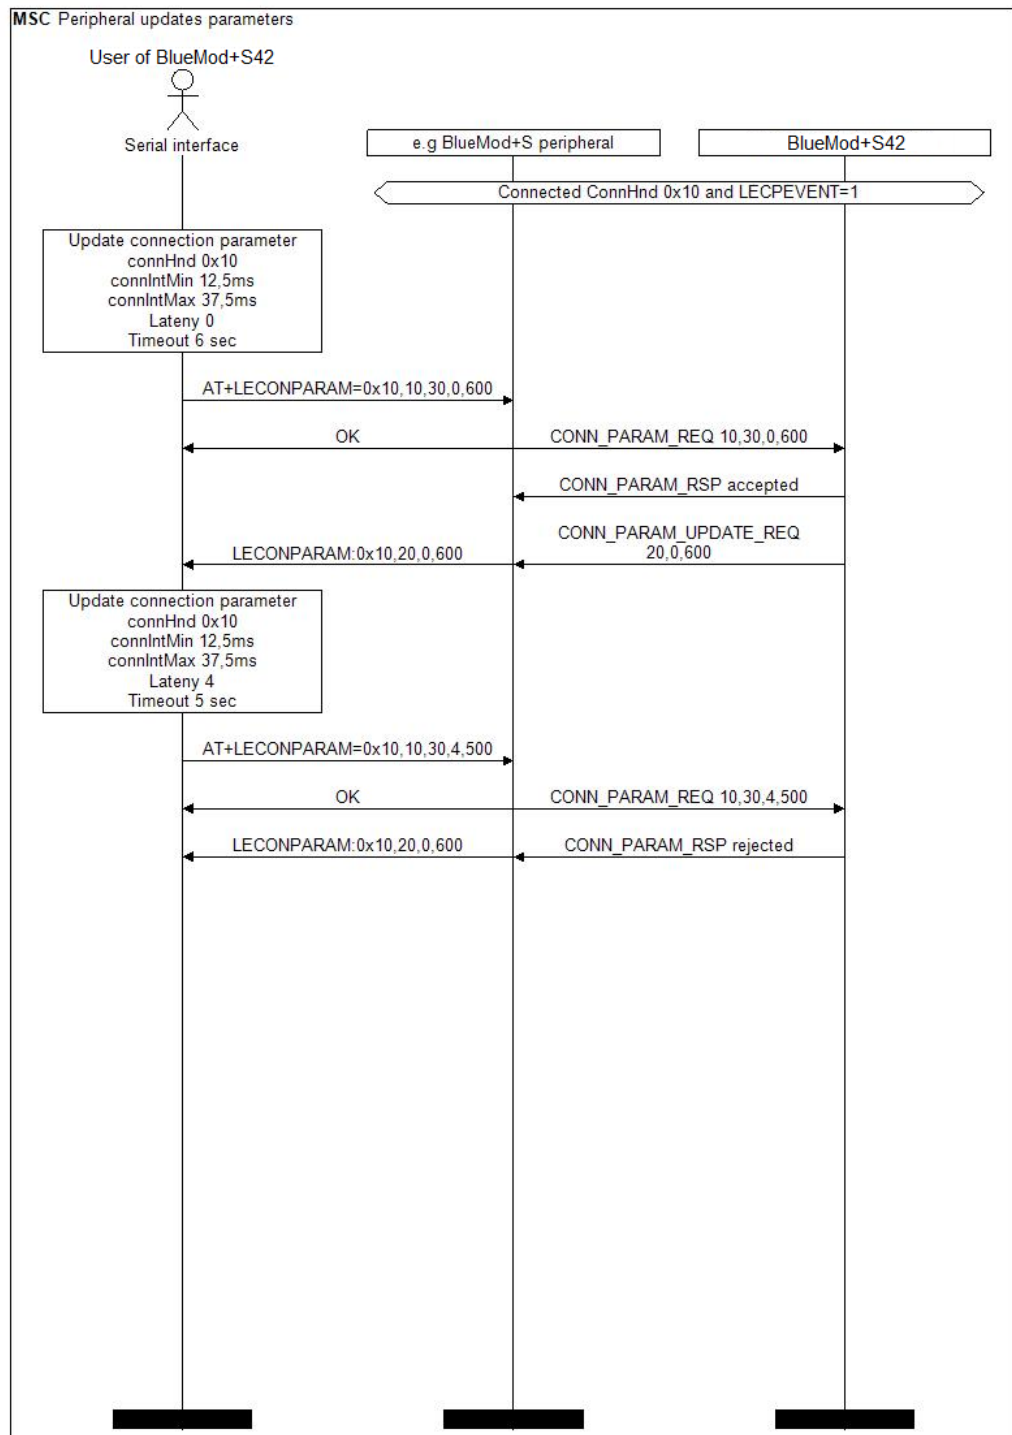 MSC Peripheral updates parameters
User of BlueMod+S42
Serial interface
e.g BlueMod+S peripheral
BlueMod+S42
Connected ConnHnd 0x10 and LECPEVENT=1
Update connection parameter
connHnd 0x10
connIntMin 12,5ms
connIntMax 37,5ms
Lateny 0
Timeout 6 sec
AT+LECONPARAM=0x10,10,30,0,600
OK
CONN_PARAM_REQ 10,30,0,600
CONN_PARAM_RSP accepted
CONN_PARAM_UPDATE_REQ
20,0,600
LECONPARAM:0x10,20,0,600
Update connection parameter
connHnd 0x10
connIntMin 12,5ms
connIntMax 37,5ms
Lateny 4
Timeout 5 sec
AT+LECONPARAM=0x10,10,30,4,500
OK
CONN_PARAM_REQ 10,30,4,500
LECONPARAM:0x10,20,0,600
CONN_PARAM_RSP rejected